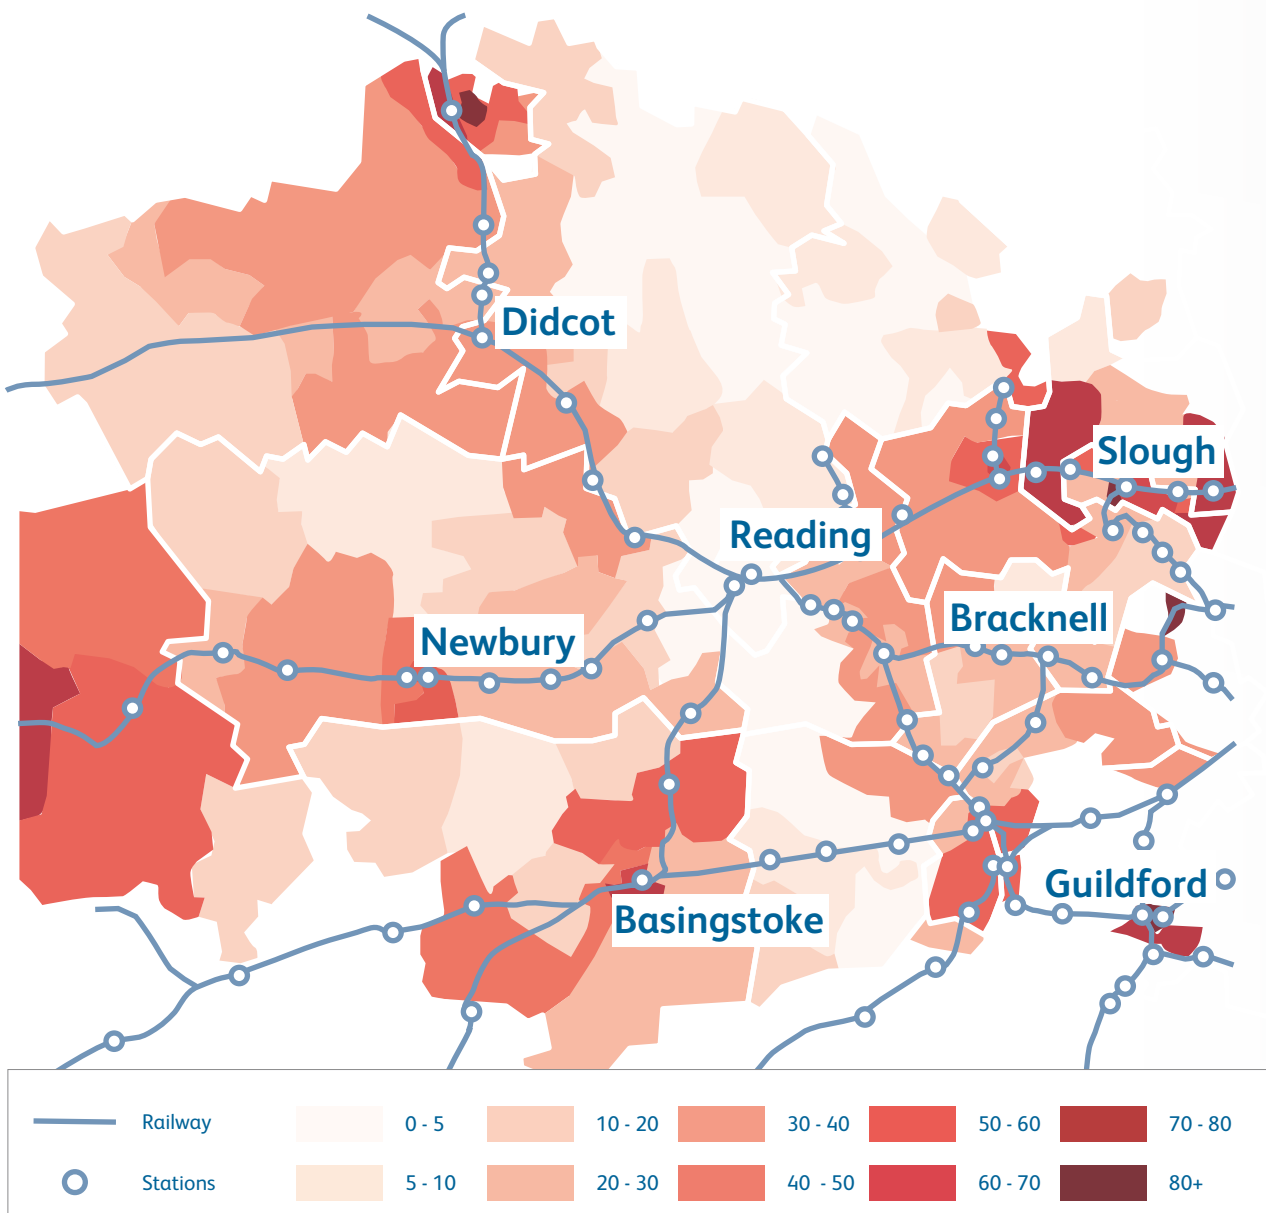 Didcot
Slough
Reading
Bracknell
Newbury
Guildford
Basingstoke
Railway
0 - 5
10 - 20
30 - 40
50 - 60
70 - 80
Stations
5 - 10
20 - 30
40 - 50
60 - 70
80+